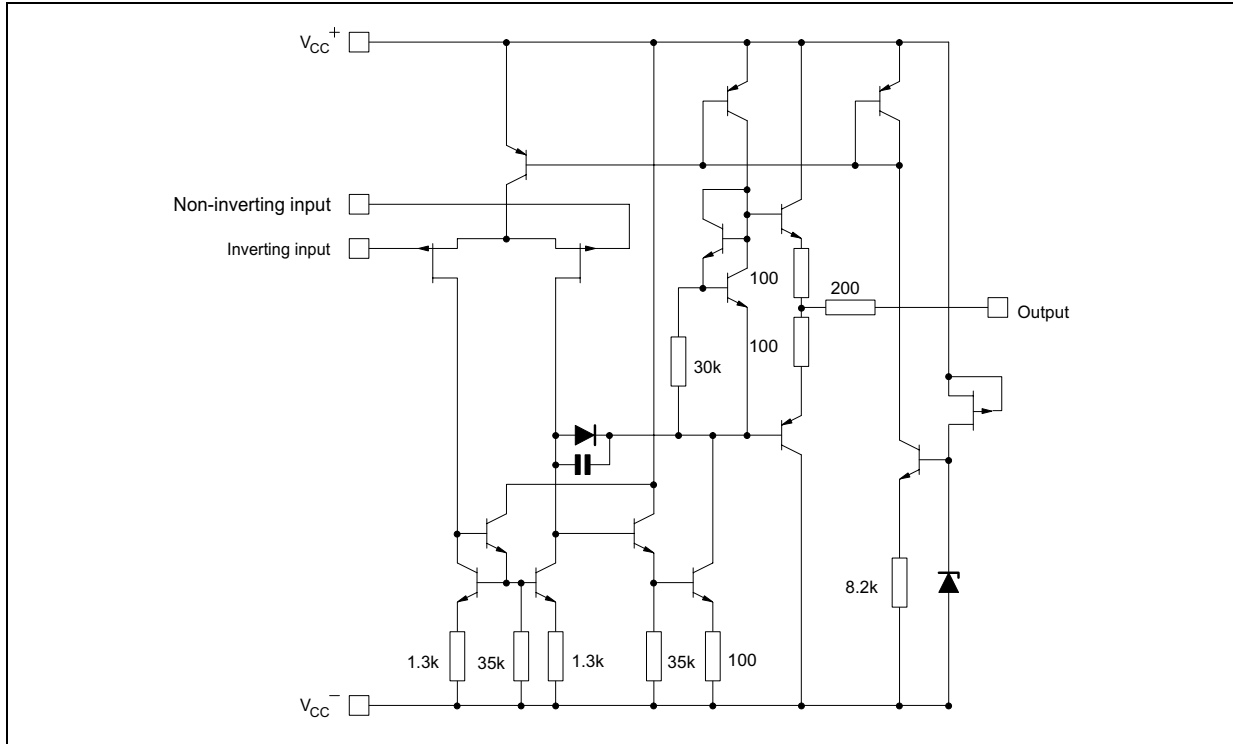 VCC+
Non-inverting input
Inverting input
100
200
Output
100
30k
8.2k
1.3k
35k
1.3k
35k
100
VCC−